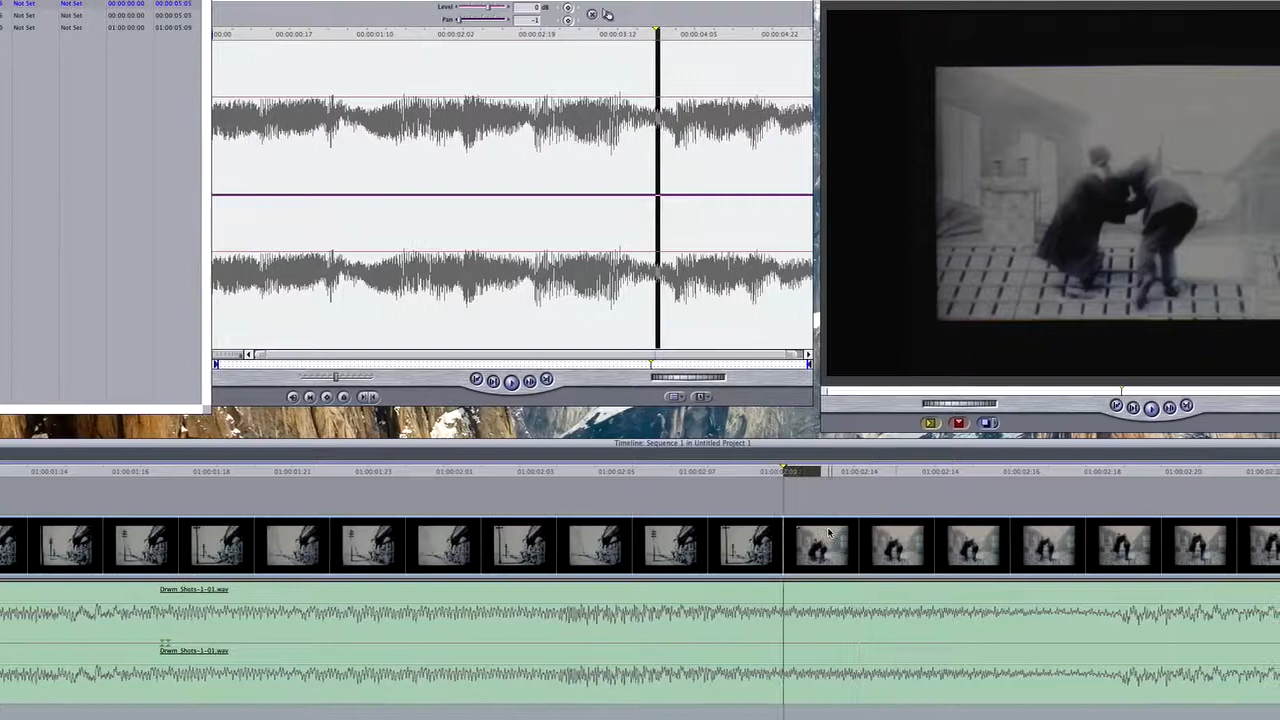 Not Set Not Set 00:00:00:00 00:00:05:05
Not Set Not Set 00:00:00:00 00:00:05:05
Not Set Not Set 01:00:00:00 01:00:05:09
Level 0 dB
Pan -1
00:00 00:00:00:17 00:00:01:10 00:00:02:02 00:00:02:19 00:00:03:12 00:00:04:05 00:00:04:22
Timeline: Sequence 1 in Untitled Project 1
01:00:01:14 01:00:01:16 01:00:01:18 01:00:01:21 01:00:01:23 01:00:02:01 01:00:02:03 01:00:02:05 01:00:02:07 01:00:02:09 01:00:02:14 01:00:02:14 01:00:02:16 01:00:02:18 01:00:02:20
Drwm_Shots-1-01.wav
Drwm_Shots-1-01.wav